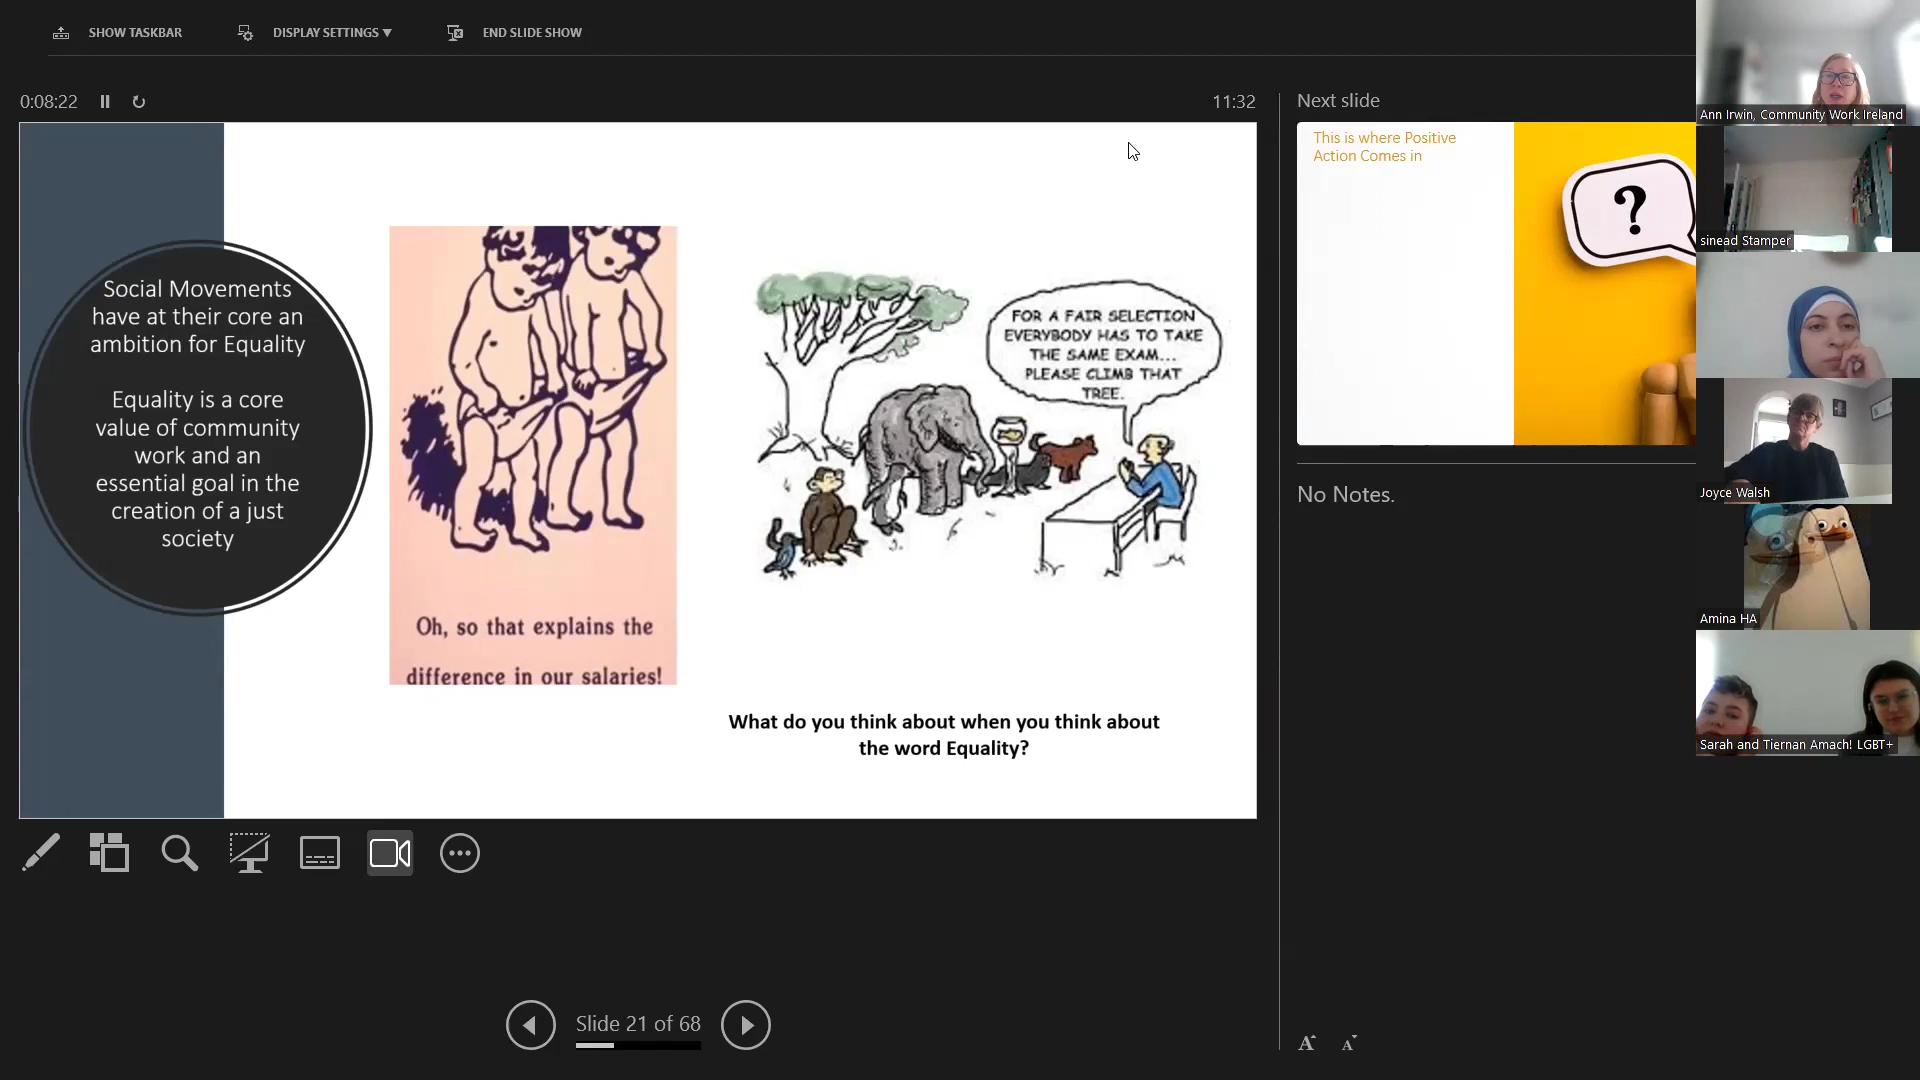 SHOW TASKBAR
DISPLAY SETTINGS ▼
END SLIDE SHOW
0:08:22
11:32
Social Movements
have at their core an
ambition for Equality
Equality is a core
value of community
work and an
essential goal in the
creation of a just
society
Oh, so that explains the
difference in our salaries!
FOR A FAIR SELECTION
EVERYBODY HAS TO TAKE
THE SAME EXAM...
PLEASE CLIMB THAT
TREE.
What do you think about when you think about
the word Equality?
Slide 21 of 68
Next slide
This is where Positive
Action Comes in
?
No Notes.
A
A
Ann Irwin, Community Work Ireland
sinead Stamper
Joyce Walsh
Amina HA
Sarah and Tiernan Amach! LGBT+